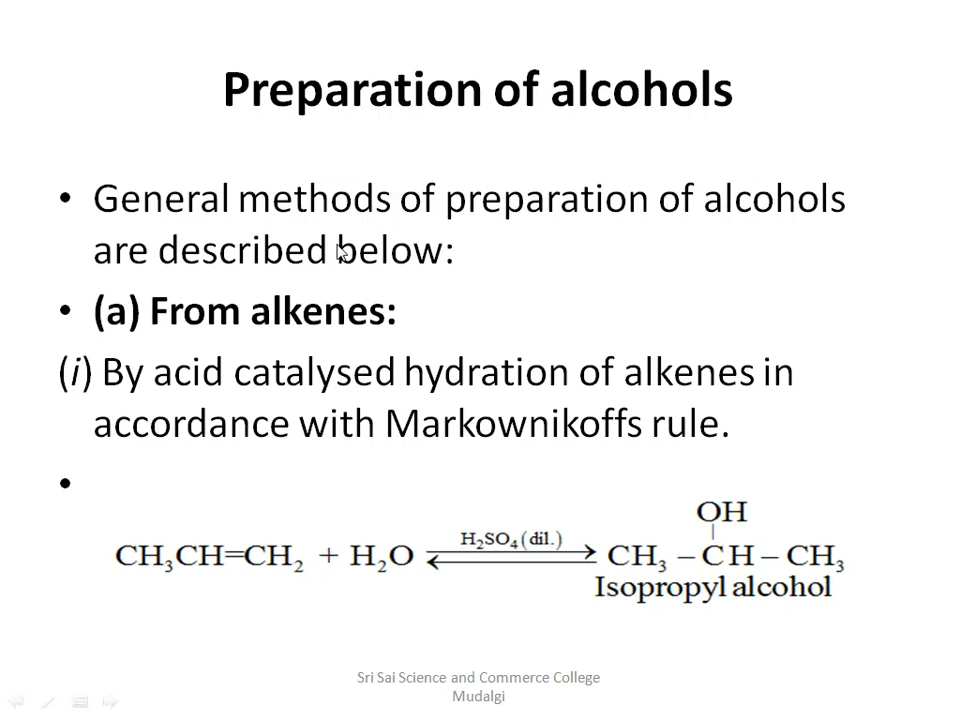 Preparation of alcohols
• General methods of preparation of alcohols
are described below:
• (a) From alkenes:
(i) By acid catalysed hydration of alkenes in
accordance with Markownikoffs rule.
•
OH
CH₃CH=CH₂ + H₂O H₂SO₄(dil.) ⇌ CH₃ – CH – CH₃
Isopropyl alcohol
Sri Sai Science and Commerce College
Mudalgi